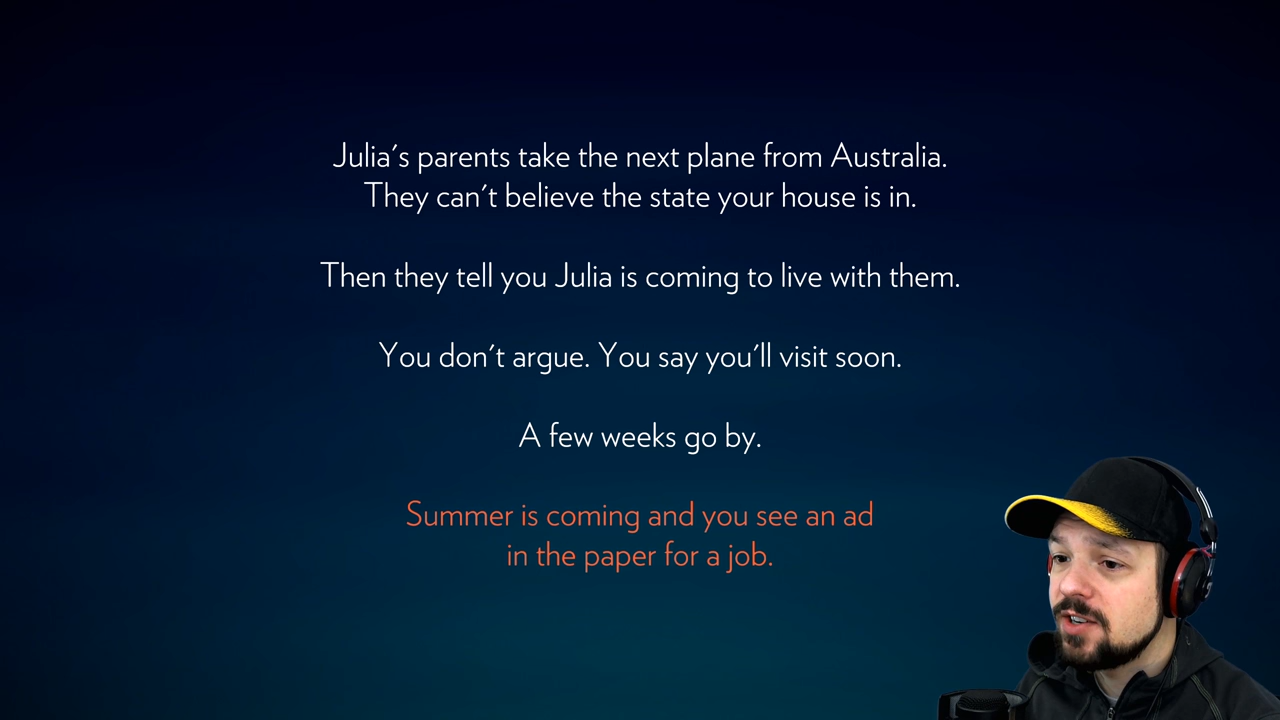 Julia's parents take the next plane from Australia.
They can't believe the state your house is in.
Then they tell you Julia is coming to live with them.
You don't argue. You say you'll visit soon.
A few weeks go by.
Summer is coming and you see an ad
in the paper for a job.